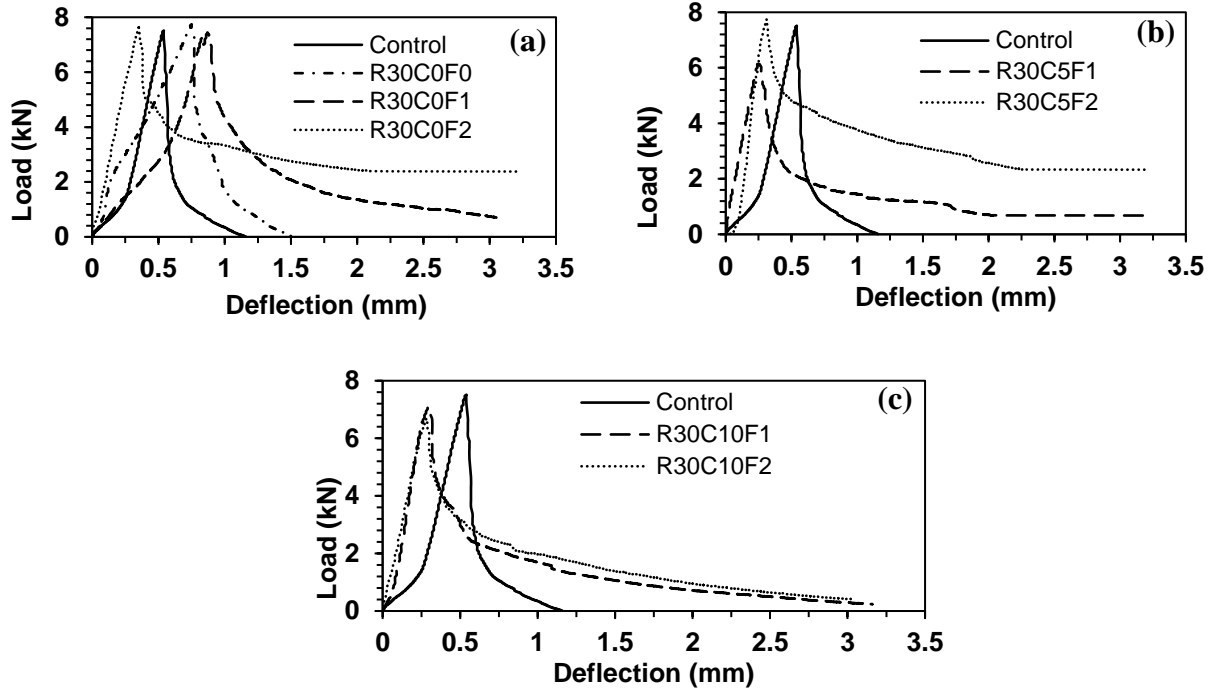 (a)
Control
R30C0F0
R30C0F1
R30C0F2
Load (kN)
8
6
4
2
0
0 0.5 1 1.5 2 2.5 3 3.5
Deflection (mm)
(b)
Control
R30C5F1
R30C5F2
Load (kN)
8
6
4
2
0
0 0.5 1 1.5 2 2.5 3 3.5
Deflection (mm)
(c)
Control
R30C10F1
R30C10F2
Load (kN)
8
6
4
2
0
0 0.5 1 1.5 2 2.5 3 3.5
Deflection (mm)